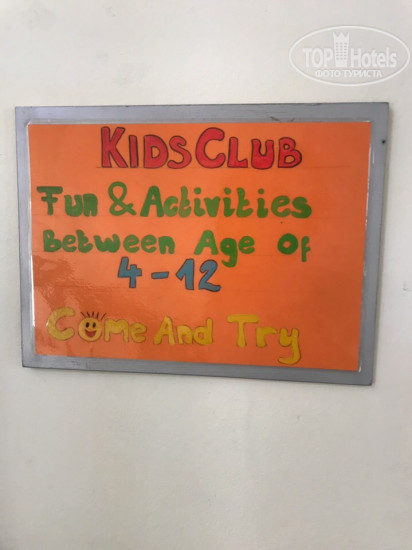 TOP Hotels
ФОТО ТУРИСТА
KIDS CLUB
Fun & Activities
Between Age Of
4-12
Come And Try